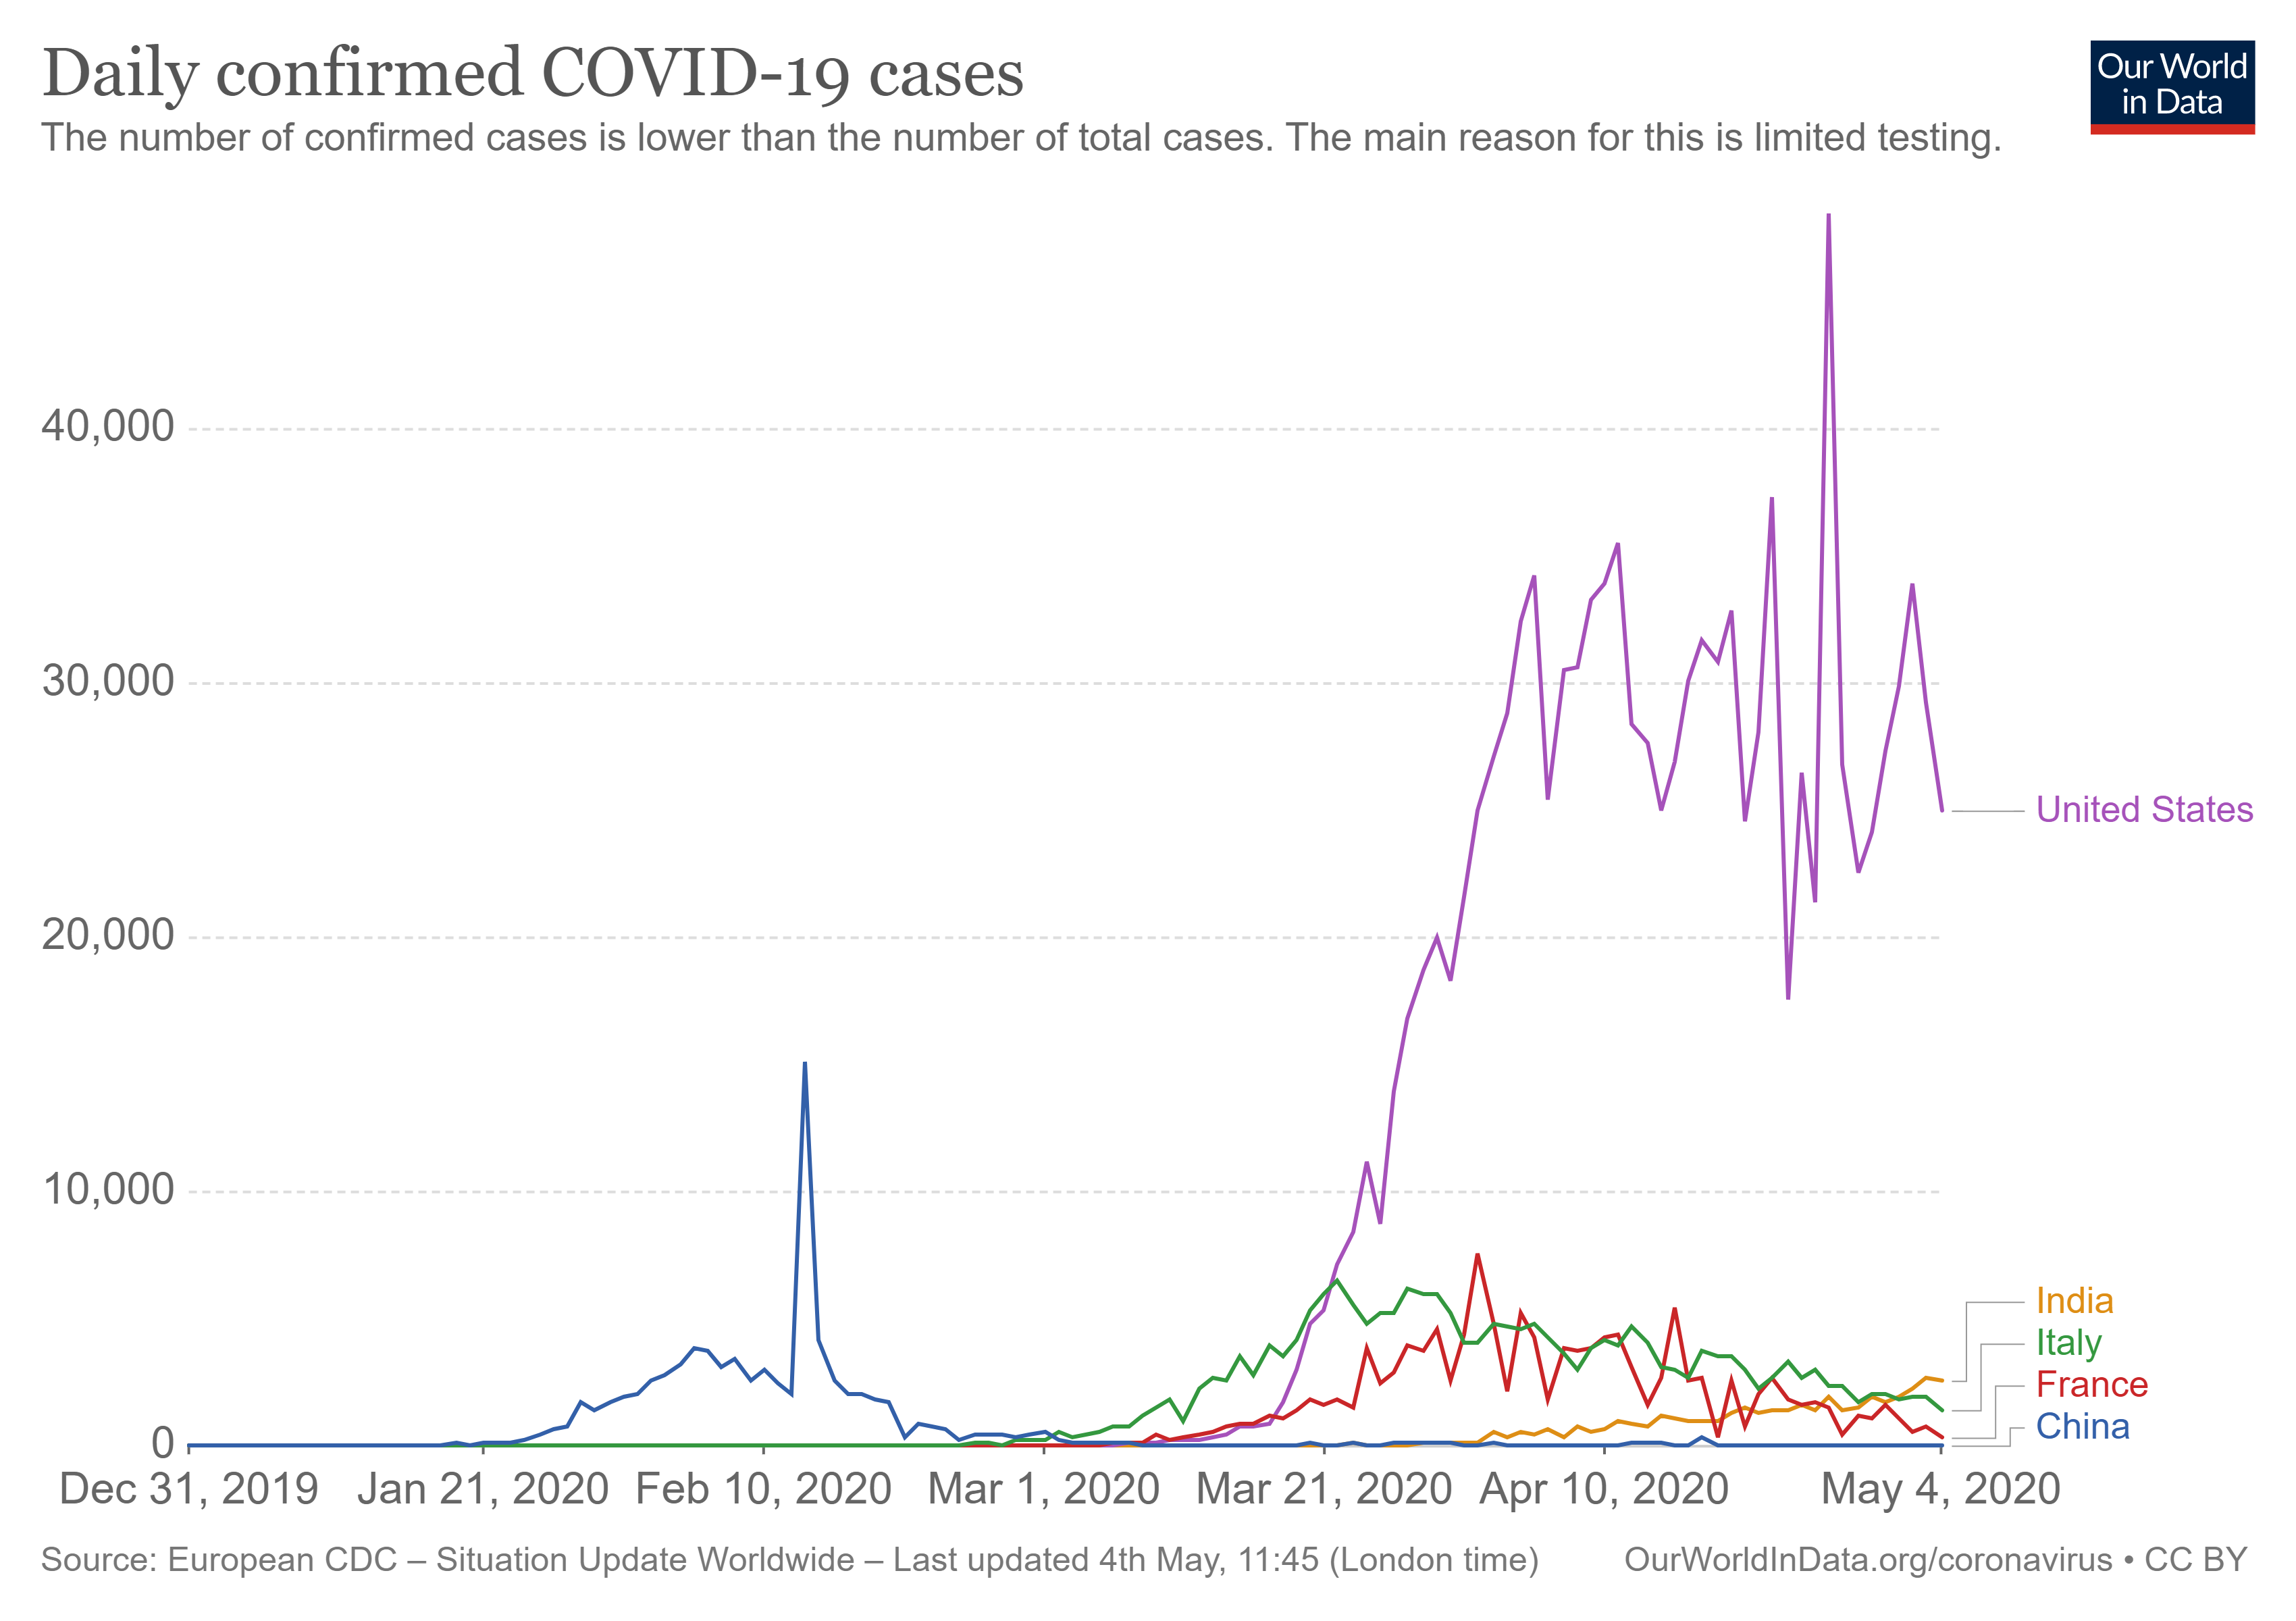 Daily confirmed COVID-19 cases
Our World
in Data
The number of confirmed cases is lower than the number of total cases. The main reason for this is limited testing.
40,000
30,000
20,000
10,000
0
United States
India
Italy
France
China
Dec 31, 2019 Jan 21, 2020 Feb 10, 2020 Mar 1, 2020 Mar 21, 2020 Apr 10, 2020 May 4, 2020
Source: European CDC – Situation Update Worldwide – Last updated 4th May, 11:45 (London time) OurWorldInData.org/coronavirus • CC BY